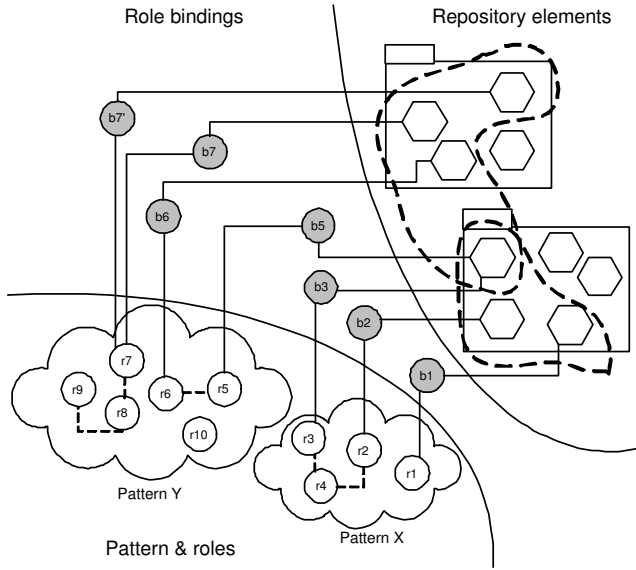 Role bindings
Repository elements
b7'
b7
b6
b5
b3
b2
b1
r7
r9
r8
r6
r5
r10
r3
r2
r4
r1
Pattern Y
Pattern X
Pattern & roles